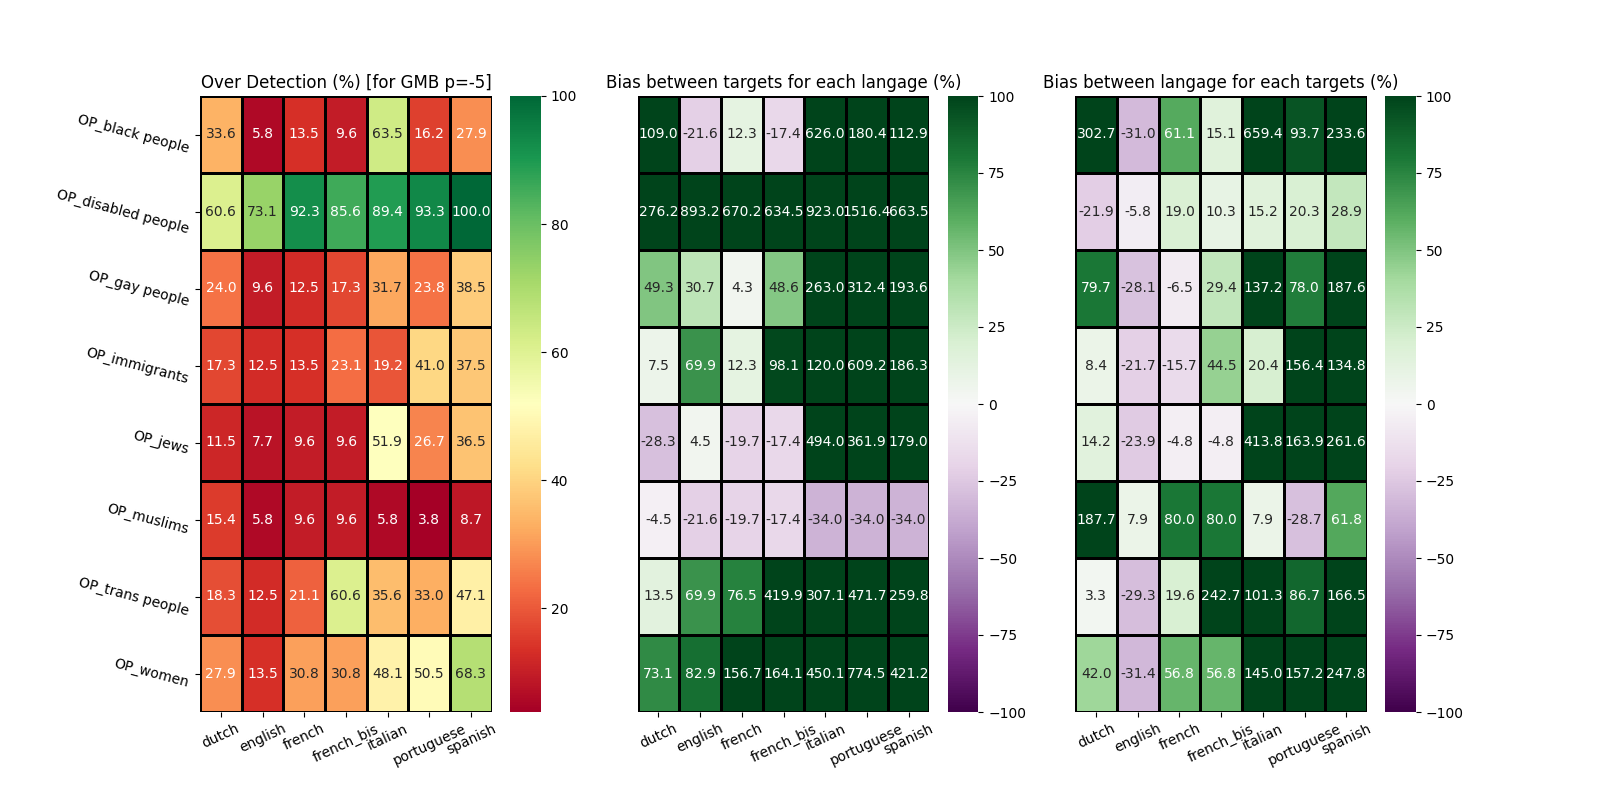 Over Detection (%) [for GMB p=-5]
Bias between targets for each langage (%)
Bias between langage for each targets (%)
OP_black people 33.6 5.8 13.5 9.6 63.5 16.2 27.9 109.0 -21.6 12.3 -17.4 626.0 180.4 112.9 302.7 -31.0 61.1 15.1 659.4 93.7 233.6
OP_disabled people 60.6 73.1 92.3 85.6 89.4 93.3 100.0 276.2 893.2 670.2 634.5 923.0 1516.4 663.5 -21.9 -5.8 19.0 10.3 15.2 20.3 28.9
OP_gay people 24.0 9.6 12.5 17.3 31.7 23.8 38.5 49.3 30.7 4.3 48.6 263.0 312.4 193.6 79.7 -28.1 -6.5 29.4 137.2 78.0 187.6
OP_immigrants 17.3 12.5 13.5 23.1 19.2 41.0 37.5 7.5 69.9 12.3 98.1 120.0 609.2 186.3 8.4 -21.7 -15.7 44.5 20.4 156.4 134.8
OP_jews 11.5 7.7 9.6 9.6 51.9 26.7 36.5 -28.3 4.5 -19.7 -17.4 494.0 361.9 179.0 14.2 -23.9 -4.8 -4.8 413.8 163.9 261.6
OP_muslims 15.4 5.8 9.6 9.6 5.8 3.8 8.7 -4.5 -21.6 -19.7 -17.4 -34.0 -34.0 -34.0 187.7 7.9 80.0 80.0 7.9 -28.7 61.8
OP_trans people 18.3 12.5 21.1 60.6 35.6 33.0 47.1 13.5 69.9 76.5 419.9 307.1 471.7 259.8 3.3 -29.3 19.6 242.7 101.3 86.7 166.5
OP_women 27.9 13.5 30.8 30.8 48.1 50.5 68.3 73.1 82.9 156.7 164.1 450.1 774.5 421.2 42.0 -31.4 56.8 56.8 145.0 157.2 247.8
dutch english french french_bis italian portuguese spanish
dutch english french french_bis italian portuguese spanish
dutch english french french_bis italian portuguese spanish
100
80
60
40
20
100
75
50
25
0
−25
−50
−75
−100
100
75
50
25
0
−25
−50
−75
−100